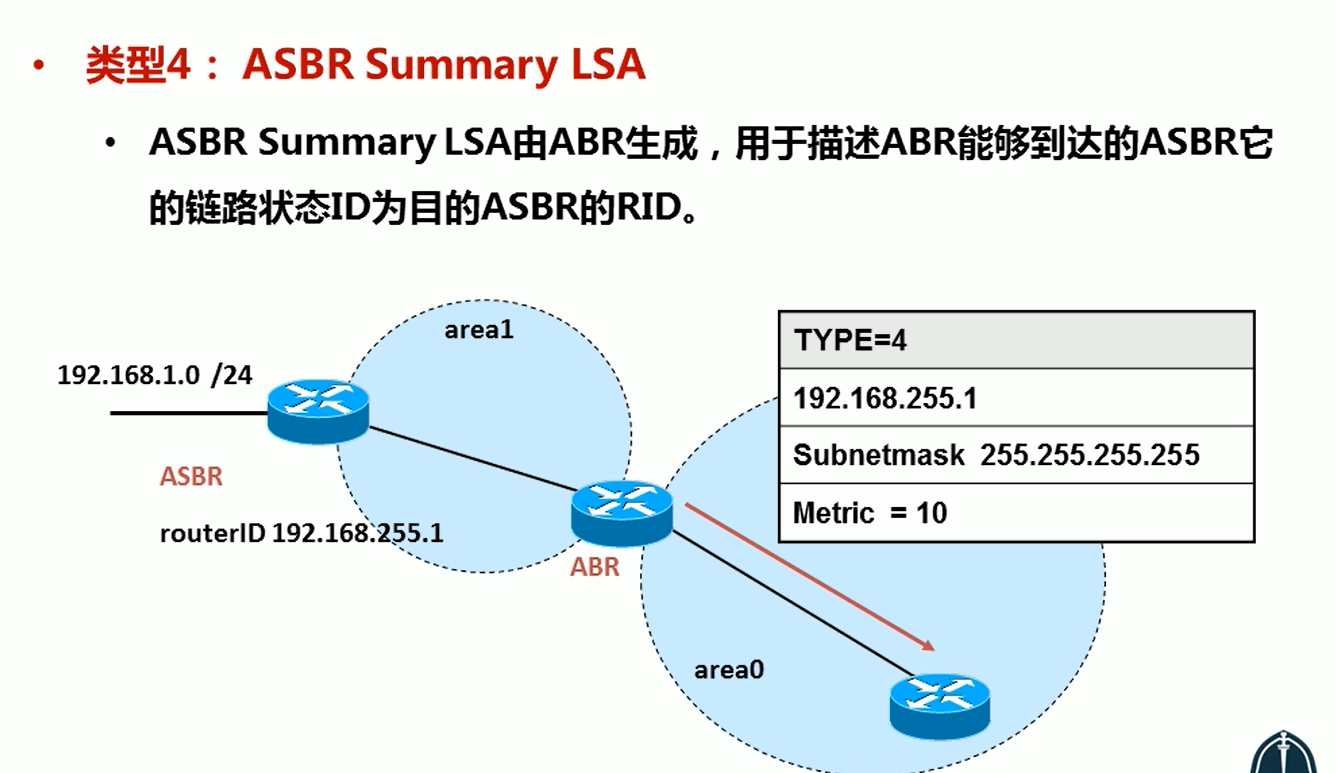 类型4： ASBR Summary LSA
ASBR Summary LSA由ABR生成，用于描述ABR能够到达的ASBR它
的链路状态ID为目的ASBR的RID。
area1
192.168.1.0 /24
ASBR
routerID 192.168.255.1
ABR
TYPE=4
192.168.255.1
Subnetmask 255.255.255.255
Metric = 10
area0